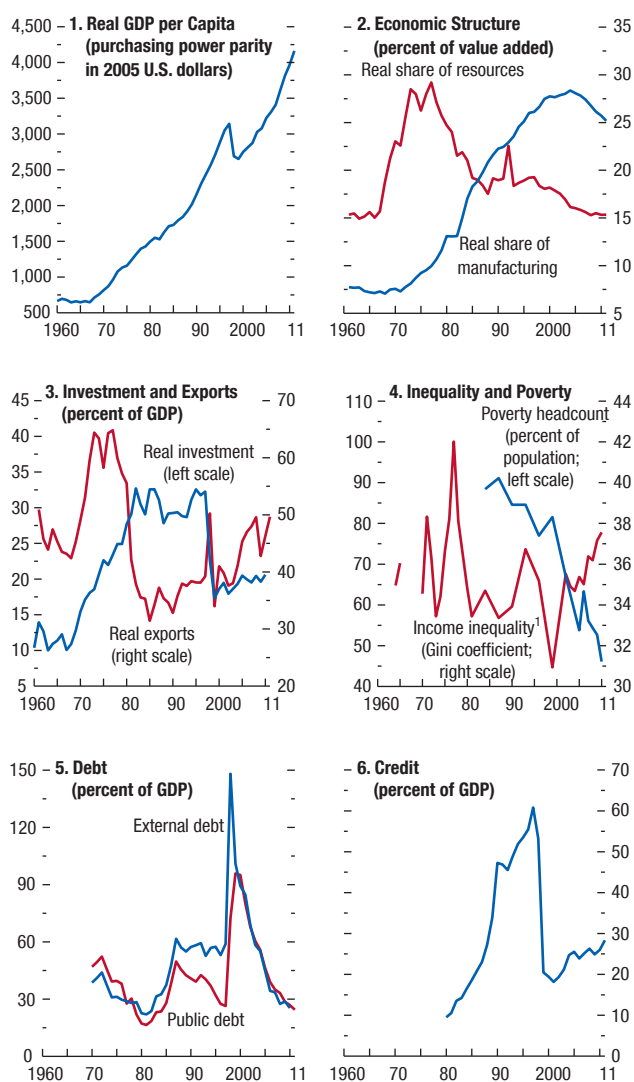 1. Real GDP per Capita
(purchasing power parity
in 2005 U.S. dollars)
4,500
4,000
3,500
3,000
2,500
2,000
1,500
1,000
500
1960 70 80 90 2000 11
2. Economic Structure
(percent of value added)
Real share of resources
Real share of
manufacturing
35
30
25
20
15
10
5
1960 70 80 90 2000 11
3. Investment and Exports
(percent of GDP)
Real investment
(left scale)
Real exports
(right scale)
45
40
35
30
25
20
15
10
5
70
60
50
40
30
20
1960 70 80 90 2000 11
4. Inequality and Poverty
Poverty headcount
(percent of
population;
left scale)
Income inequality1
(Gini coefficient;
right scale)
110
100
90
80
70
60
50
40
44
42
40
38
36
34
32
30
1960 70 80 90 2000 11
5. Debt
(percent of GDP)
External debt
Public debt
150
120
90
60
30
0
1960 70 80 90 2000 11
6. Credit
(percent of GDP)
70
60
50
40
30
20
10
0
1960 70 80 90 2000 11